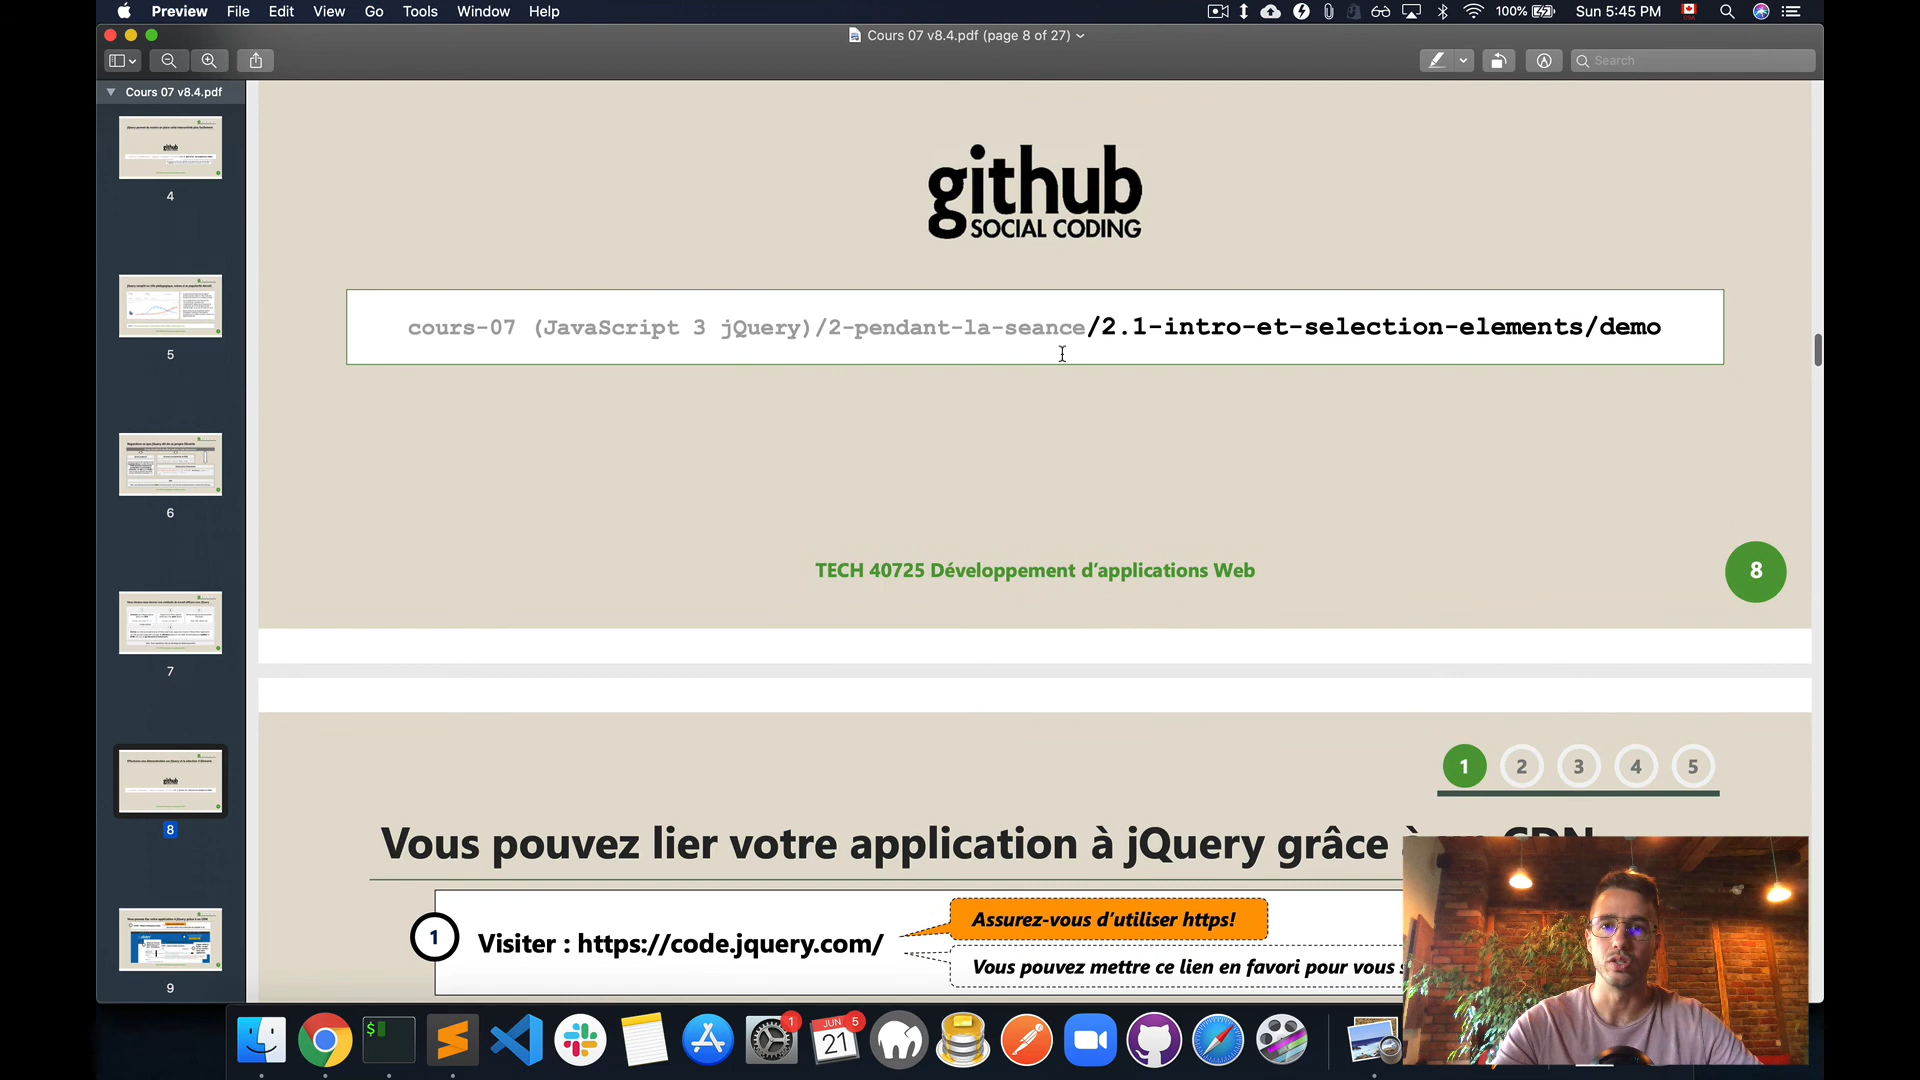 Preview File Edit View Go Tools Window Help
100% Sun 5:45 PM
Cours 07 v8.4.pdf (page 8 of 27)
Search
Cours 07 v8.4.pdf
4
5
6
7
8
9
github
SOCIAL CODING
cours-07 (JavaScript 3 jQuery)/2-pendant-la-seance/2.1-intro-et-selection-elements/demo
TECH 40725 Développement d'applications Web
8
1 2 3 4 5
Vous pouvez lier votre application à jQuery grâce à un CDN
1
Visiter : https://code.jquery.com/
Assurez-vous d'utiliser https!
Vous pouvez mettre ce lien en favori pour vous
1
JUN 5
21